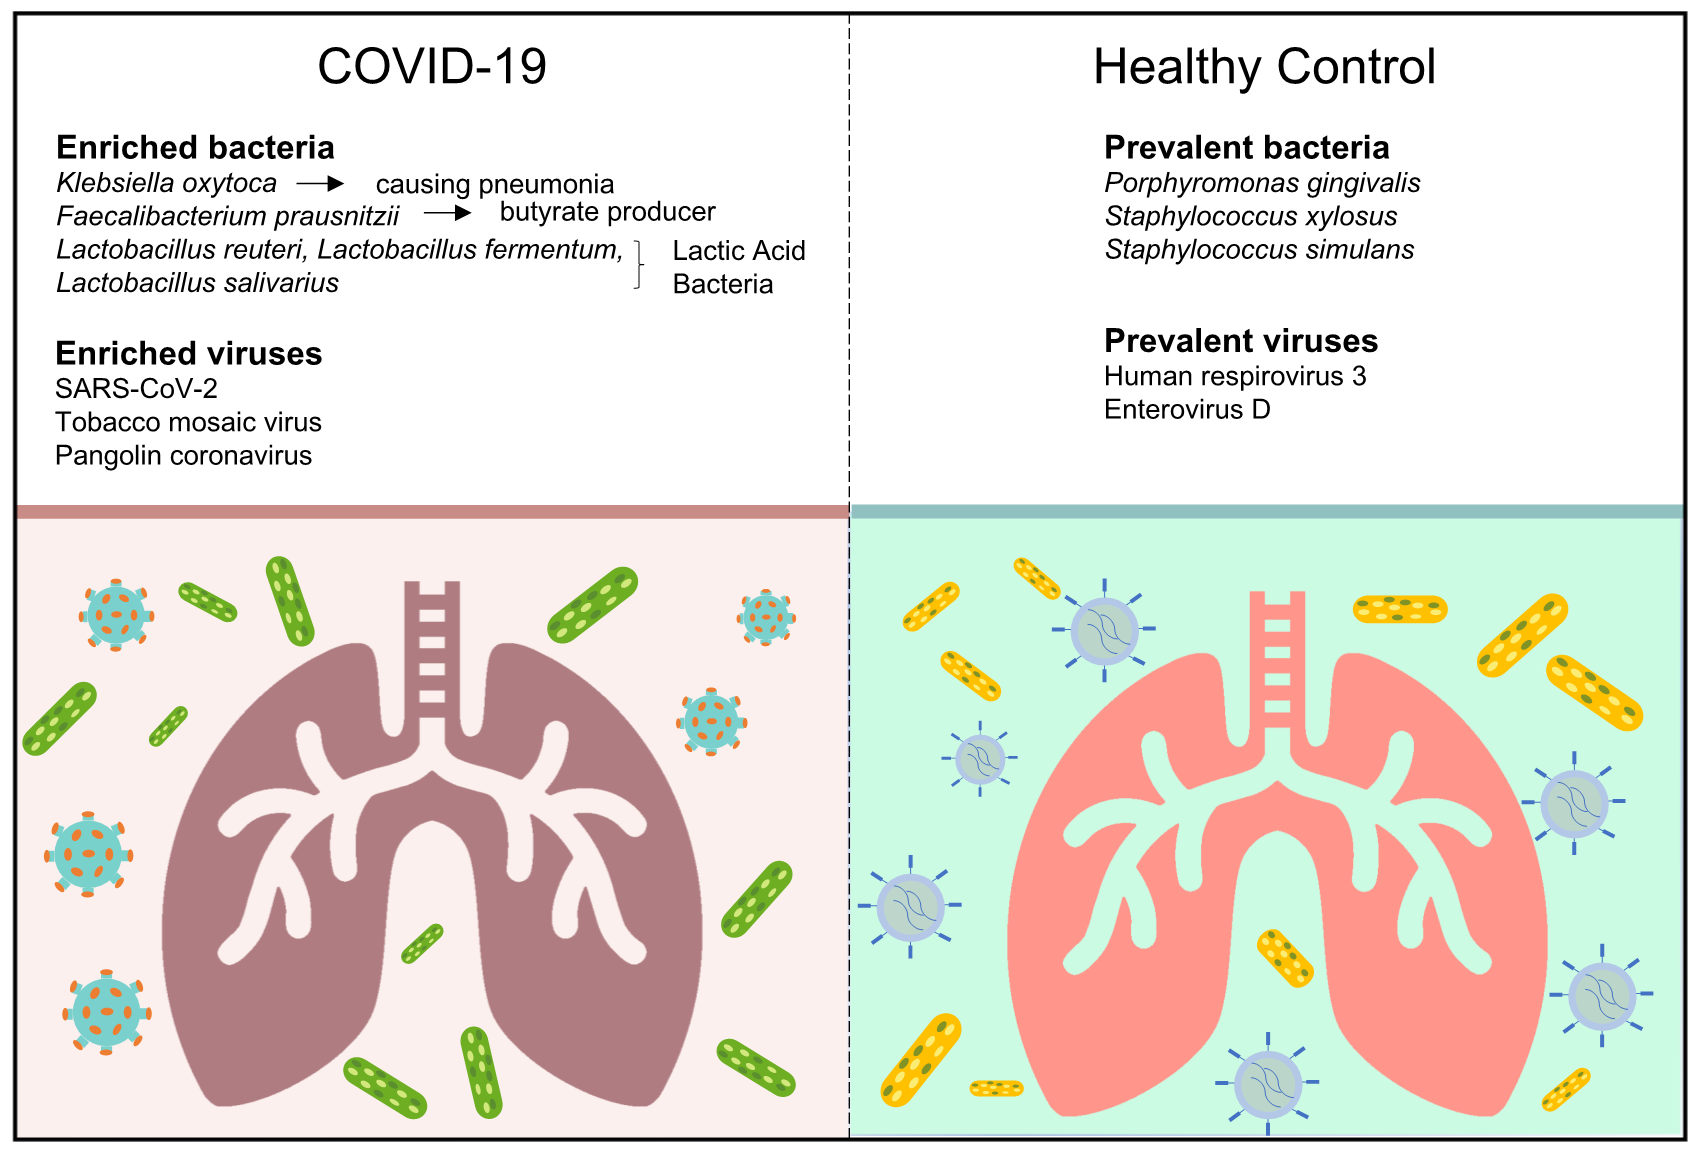 COVID-19
Enriched bacteria
Klebsiella oxytoca → causing pneumonia
Faecalibacterium prausnitzii → butyrate producer
Lactobacillus reuteri, Lactobacillus fermentum,
Lactobacillus salivarius
Lactic Acid
Bacteria
Enriched viruses
SARS-CoV-2
Tobacco mosaic virus
Pangolin coronavirus
Healthy Control
Prevalent bacteria
Porphyromonas gingivalis
Staphylococcus xylosus
Staphylococcus simulans
Prevalent viruses
Human respirovirus 3
Enterovirus D